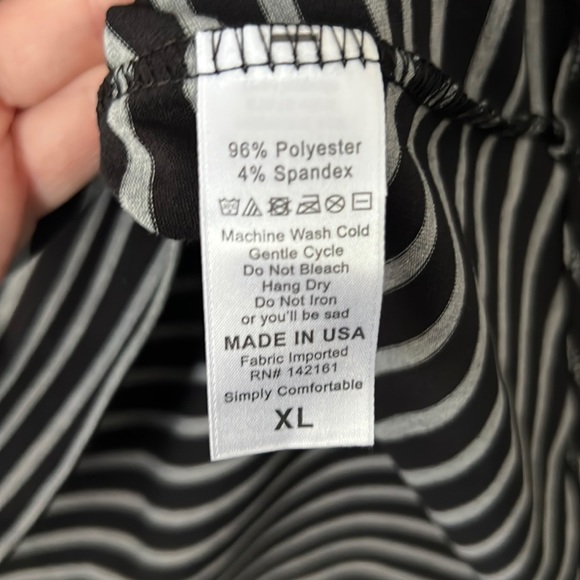 96% Polyester
4% Spandex
Machine Wash Cold
Gentle Cycle
Do Not Bleach
Hang Dry
Do Not Iron
or you'll be sad
MADE IN USA
Fabric Imported
RN# 142161
Simply Comfortable
XL